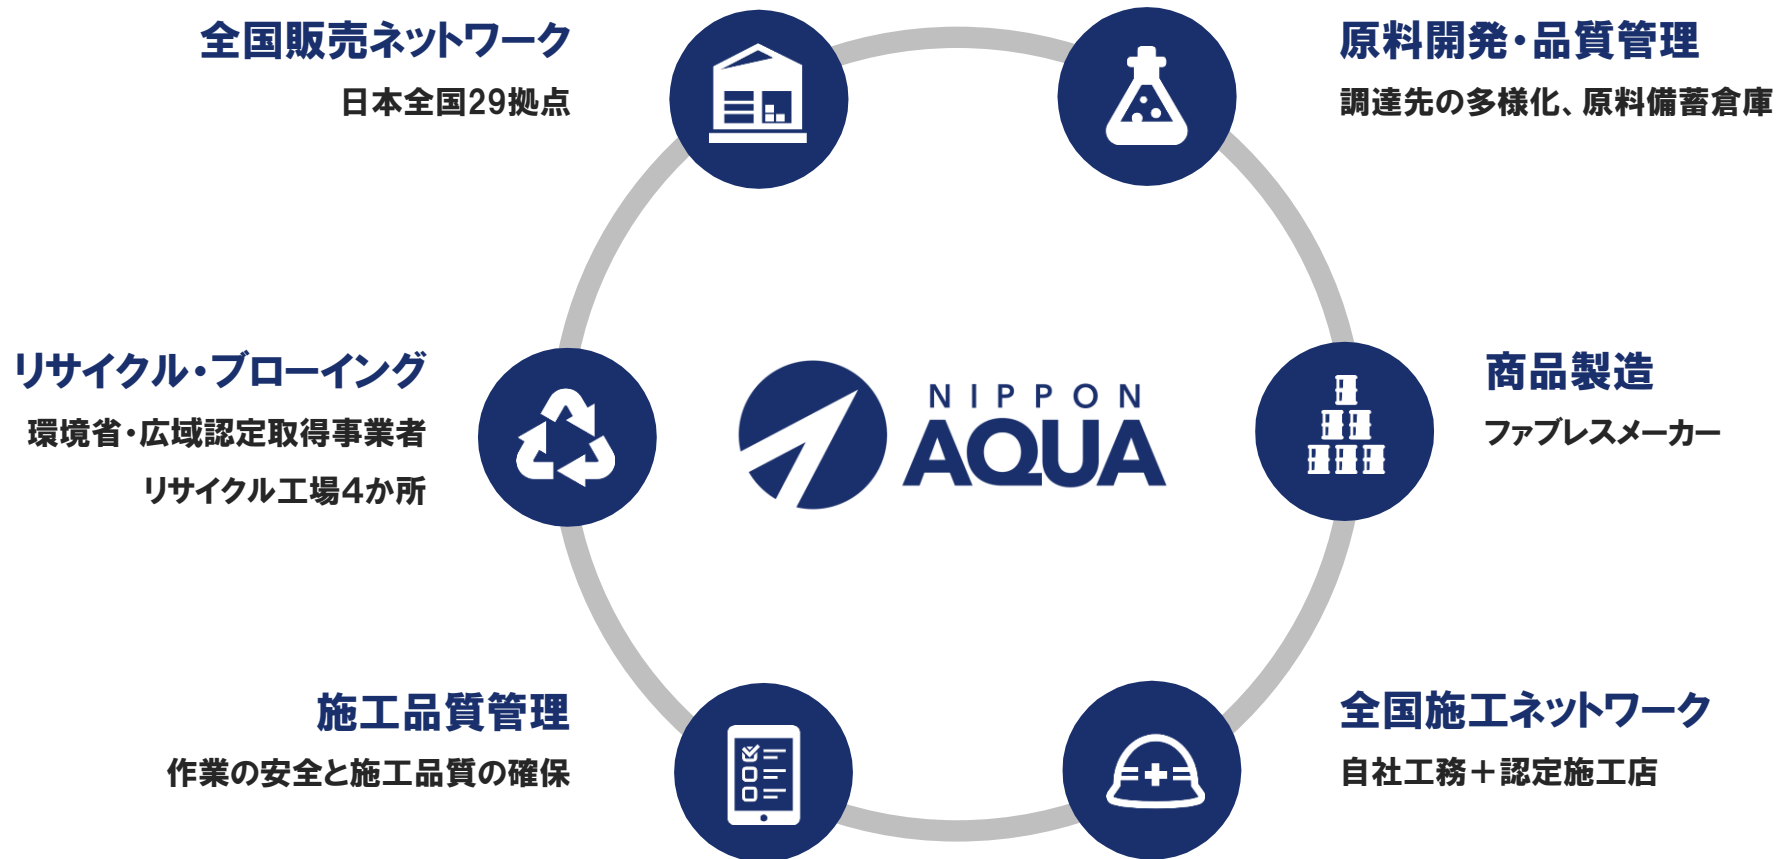 全国販売ネットワーク
日本全国29拠点
原料開発・品質管理
調達先の多様化、原料備蓄倉庫
リサイクル・ブローイング
環境省・広域認定取得事業者
リサイクル工場4か所
NIPPON
AQUA
商品製造
ファブレスメーカー
施工品質管理
作業の安全と施工品質の確保
全国施工ネットワーク
自社工務＋認定施工店